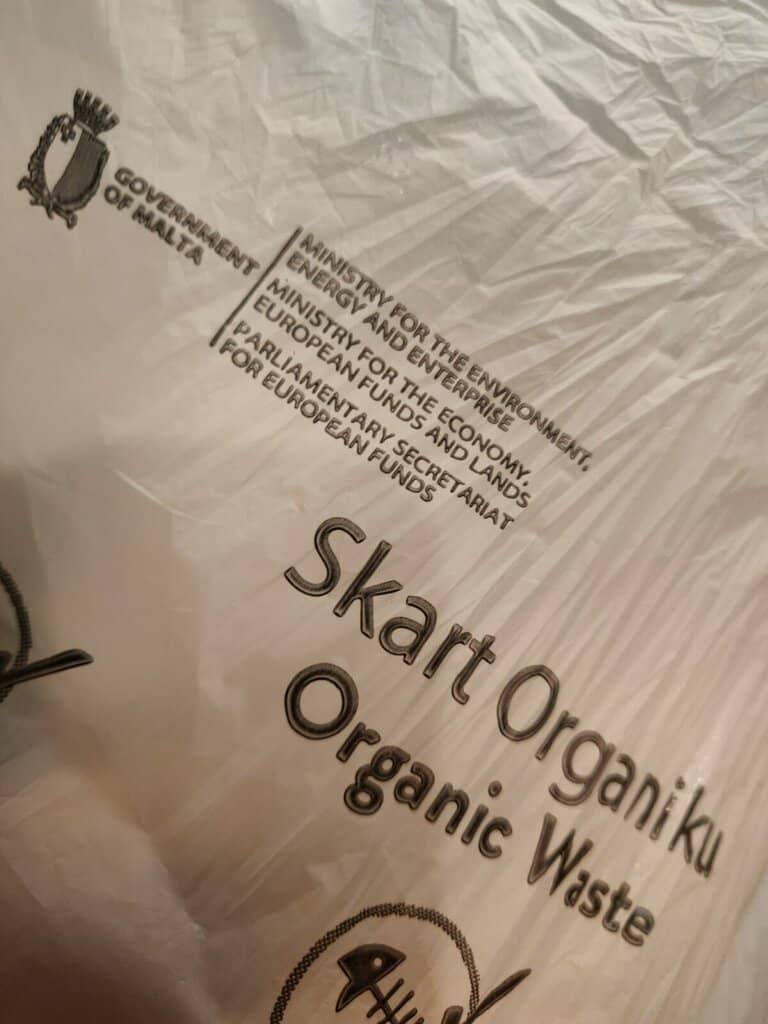 GOVERNMENT
OF MALTA
MINISTRY FOR THE ENVIRONMENT,
ENERGY AND ENTERPRISE
MINISTRY FOR THE ECONOMY,
EUROPEAN FUNDS AND LANDS
PARLIAMENTARY SECRETARIAT
FOR EUROPEAN FUNDS
Skart Organiku
Organic Waste